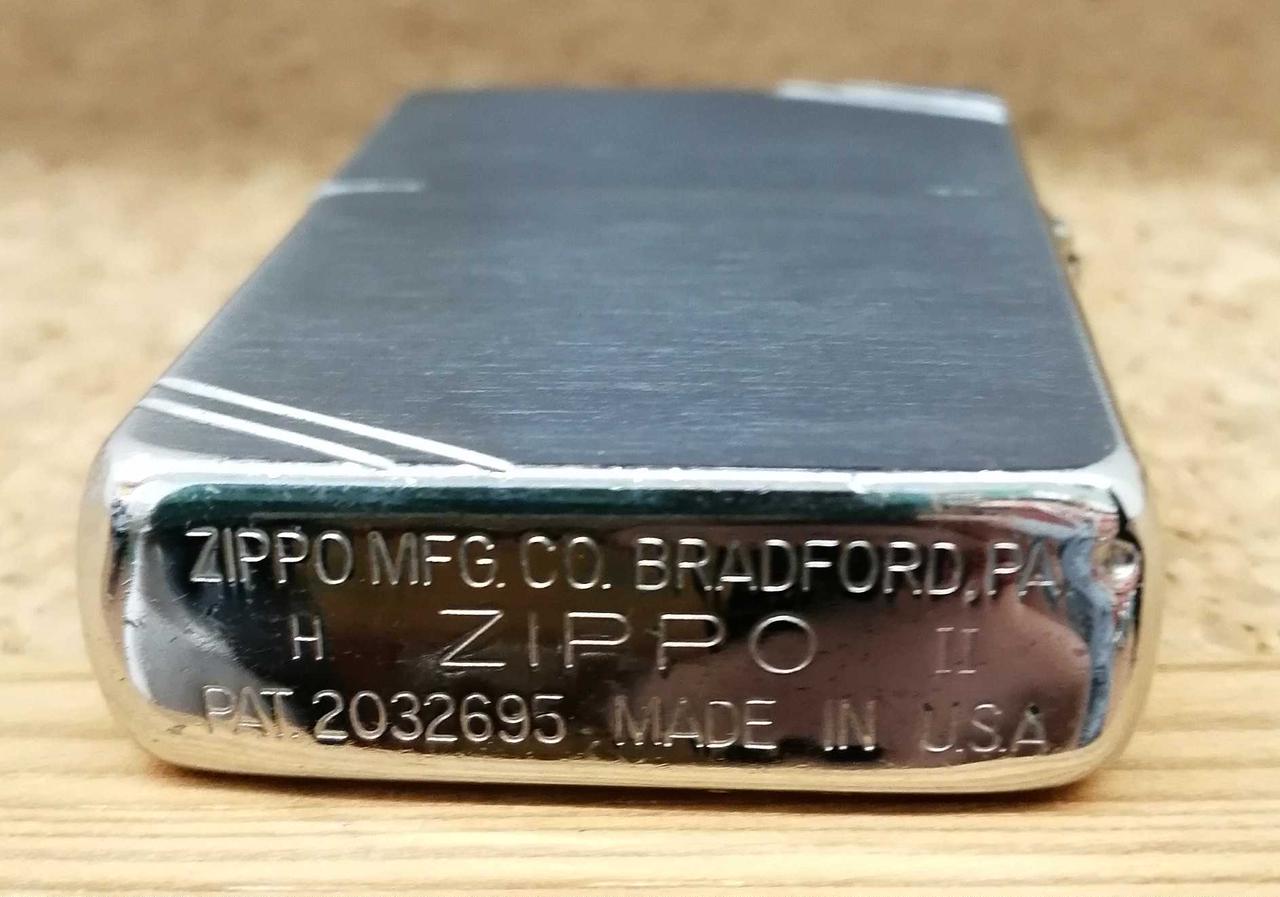 ZIPPO MFG. CO. BRADFORD, PA
H ZIPPO II
PAT. 2032695 MADE IN U.S.A